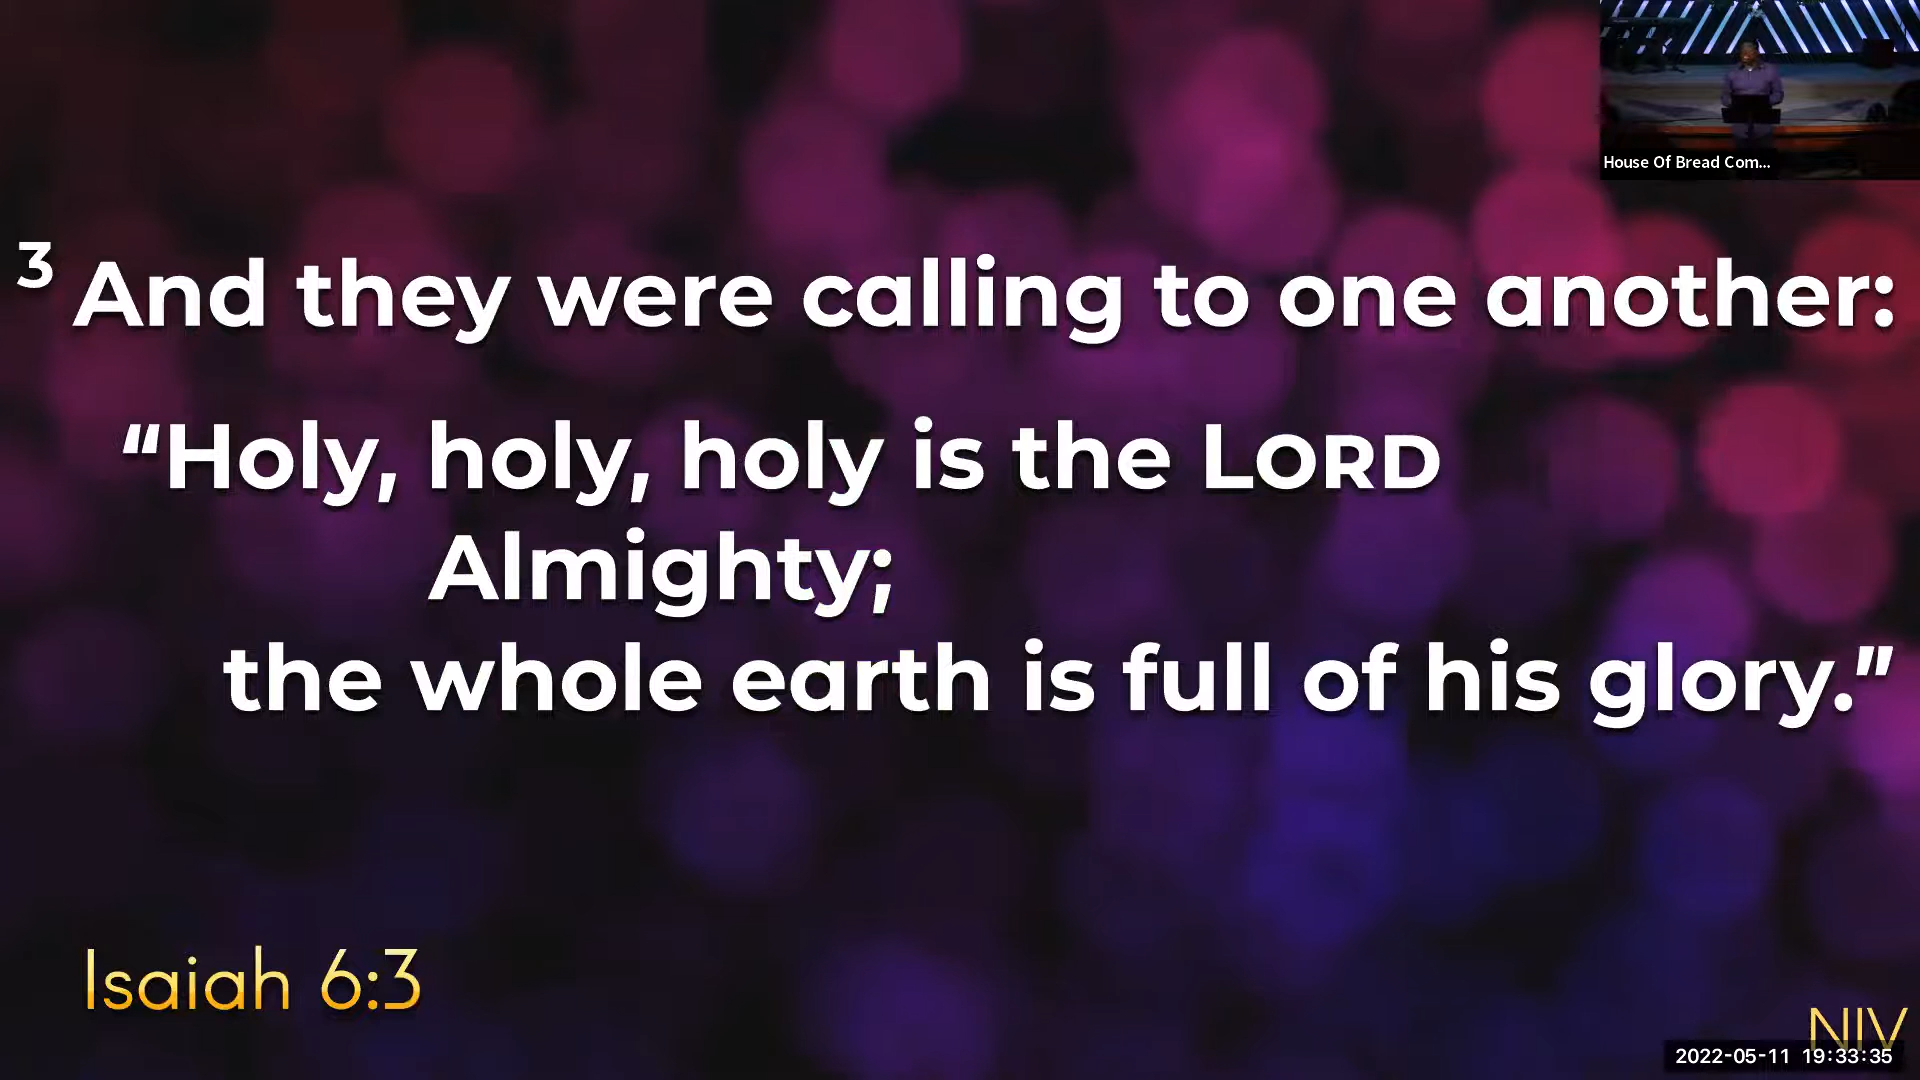 House Of Bread Com...
3 And they were calling to one another:
“Holy, holy, holy is the LORD
Almighty;
the whole earth is full of his glory.”
Isaiah 6:3
NIV
2022-05-11 19:33:35